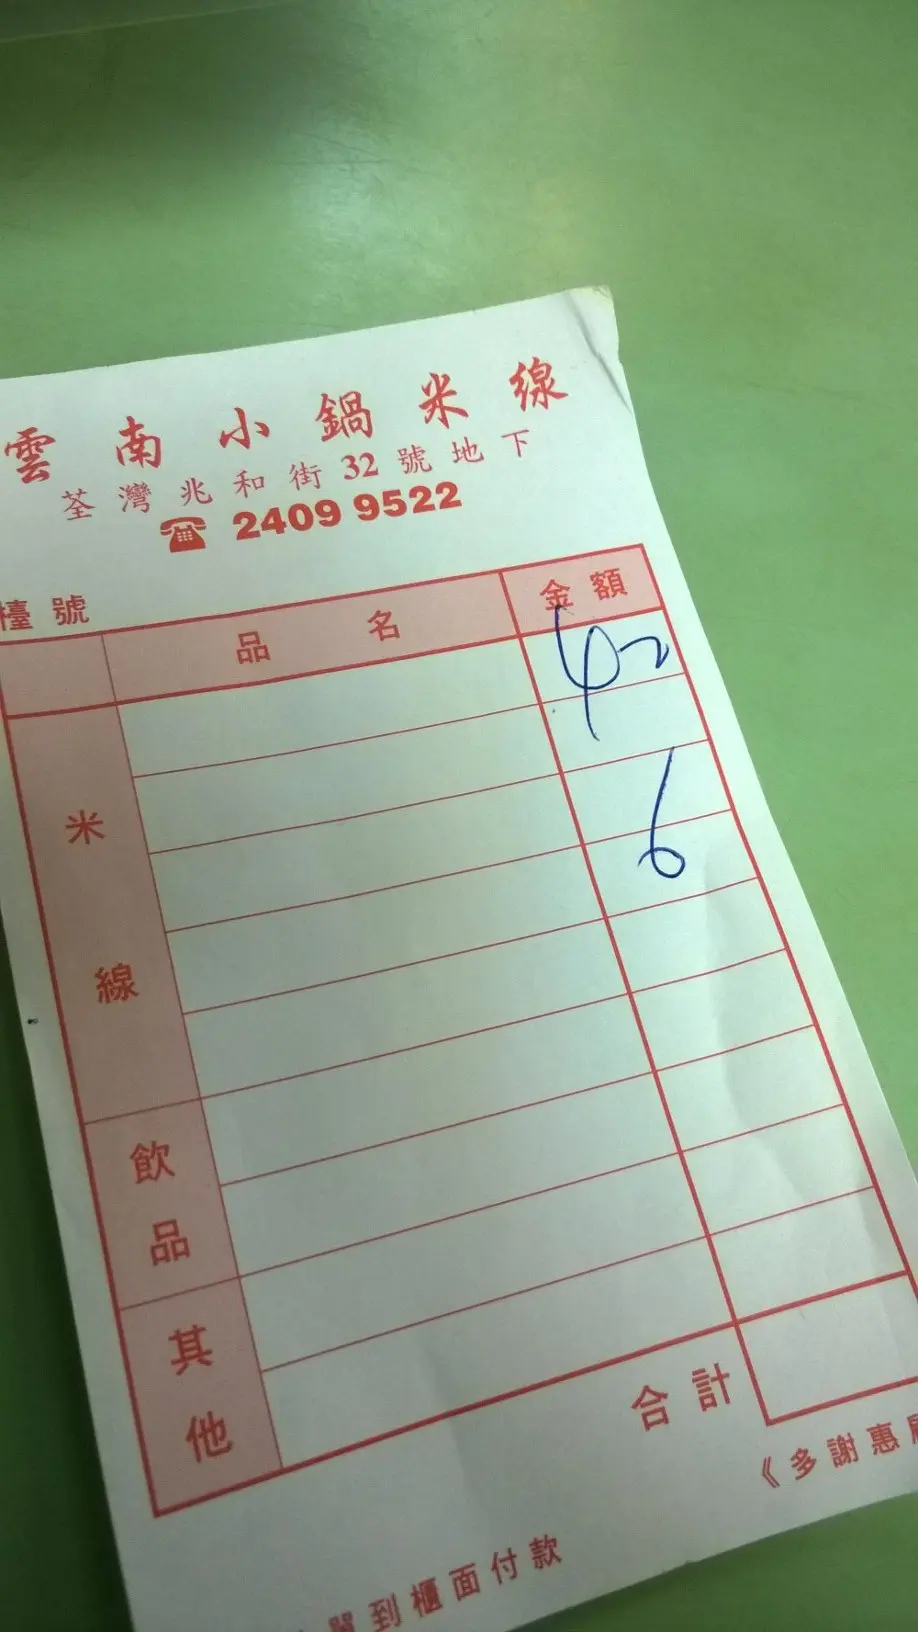 雲南小鍋米線
荃灣兆和街32號地下
☎ 2409 9522
檯號
品名 金額
42
6
米線
飲品
其他
合計
《多謝惠
單到櫃面付款